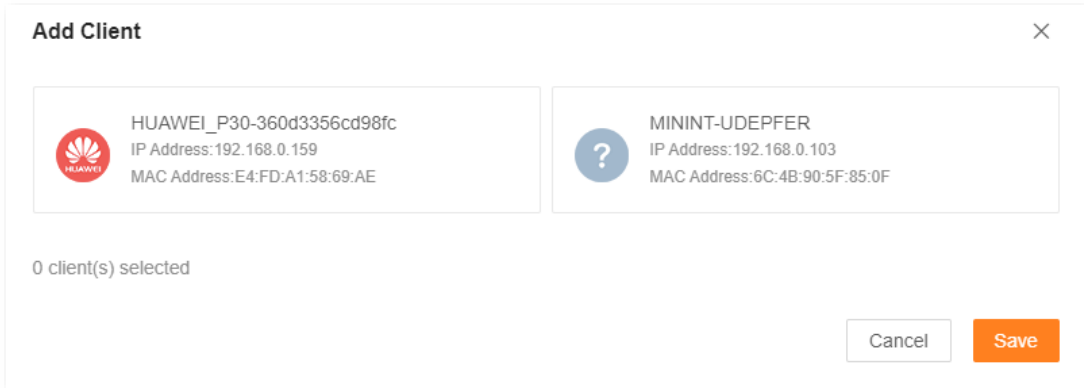 Add Client
HUAWEI_P30-360d3356cd98fc
IP Address:192.168.0.159
HUAWEI
MAC Address:E4:FD:A1:58:69:AE
?
MININT-UDEPFER
IP Address:192.168.0.103
MAC Address:6C:4B:90:5F:85:0F
0 client(s) selected
Cancel
Save